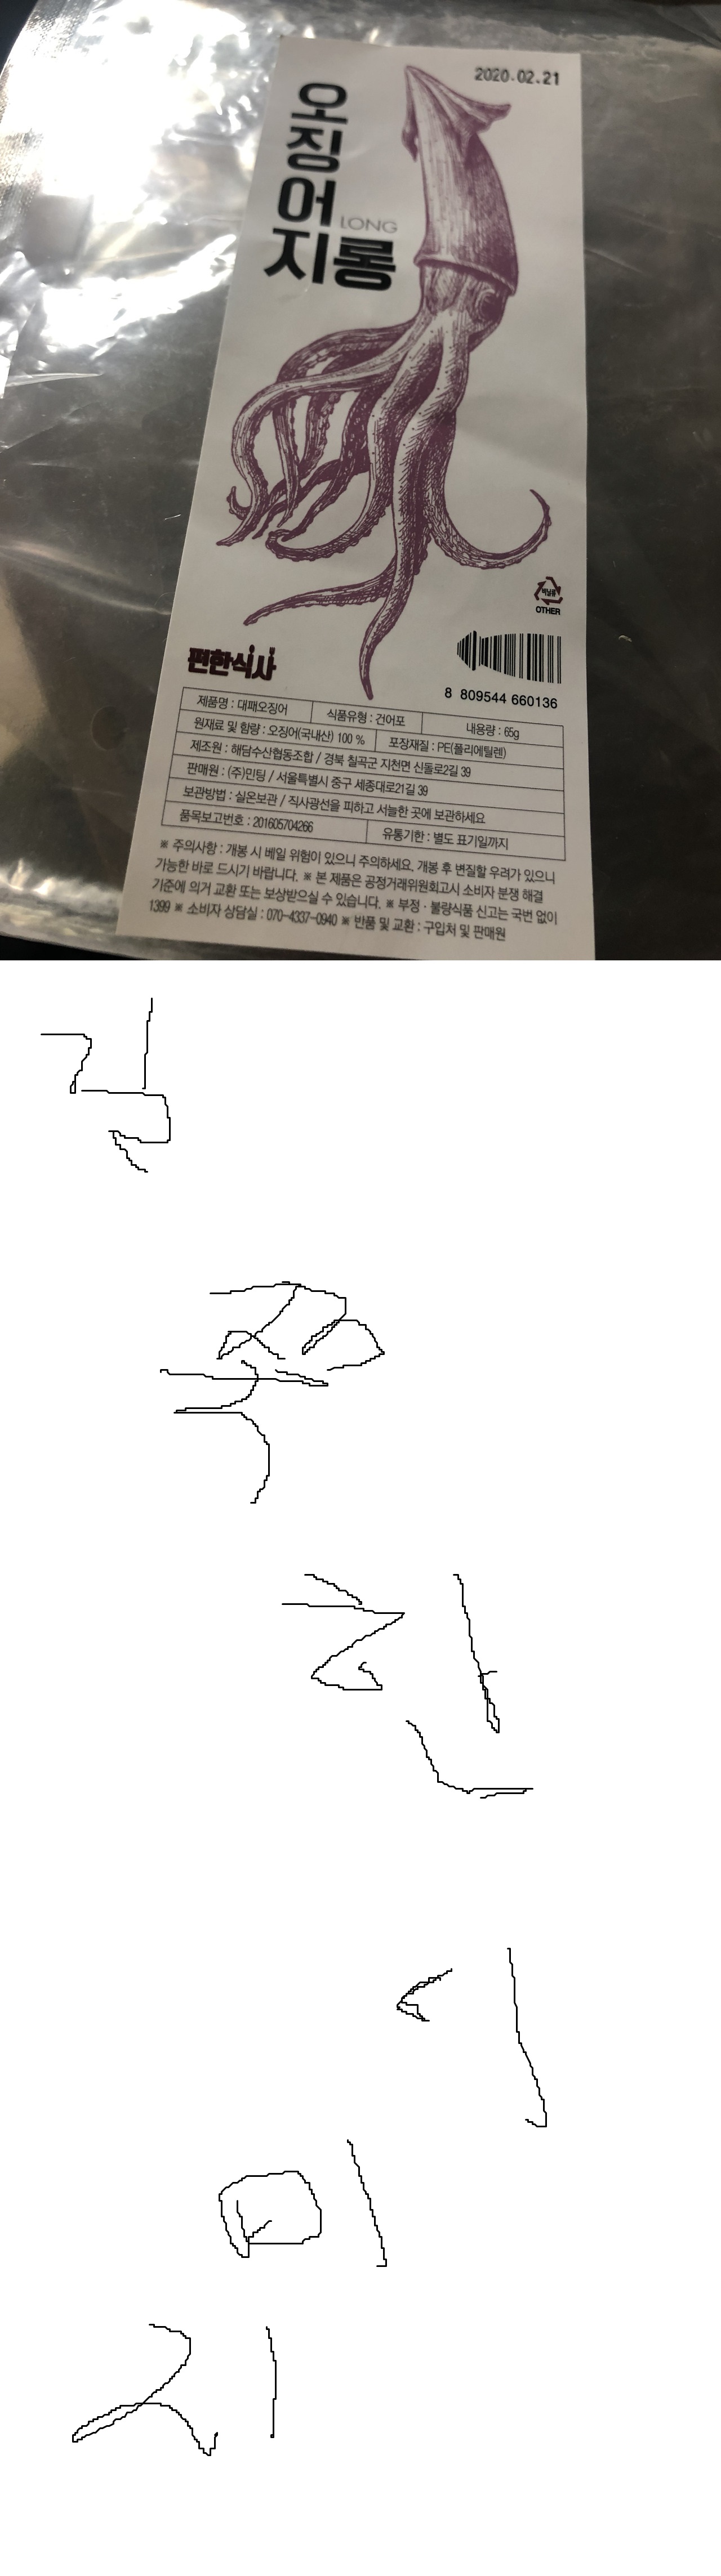 2020.02.21
오징어
LONG
지롱
비닐류
OTHER
편한식사
8 809544 660136
제품명 : 대패오징어 식품유형 : 건어포 내용량 : 65g
원재료 및 함량 : 오징어(국내산) 100 % 포장재질 : PE(폴리에틸렌)
제조원 : 해담수산협동조합 / 경북 칠곡군 지천면 신돌로2길 39
판매원 : (주)민팅 / 서울특별시 중구 세종대로21길 39
보관방법 : 실온보관 / 직사광선을 피하고 서늘한 곳에 보관하세요
품목보고번호 : 201605704266 유통기한 : 별도 표기일까지
※ 주의사항 : 개봉 시 베일 위험이 있으니 주의하세요. 개봉 후 변질할 우려가 있으니
가능한 바로 드시기 바랍니다. ※ 본 제품은 공정거래위원회고시 소비자 분쟁 해결
기준에 의거 교환 또는 보상받으실 수 있습니다. ※ 부정 · 불량식품 신고는 국번 없이
1399 ※ 소비자 상담실 : 070-4337-0940 ※ 반품 및 교환 : 구입처 및 판매원
미
지